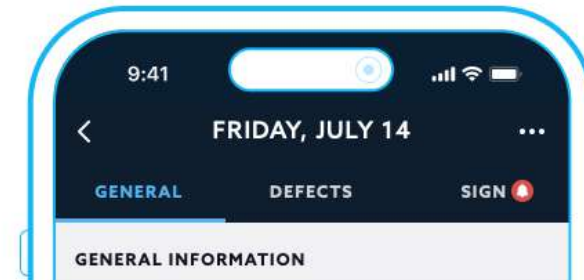 9:41
FRIDAY, JULY 14
GENERAL DEFECTS SIGN
GENERAL INFORMATION